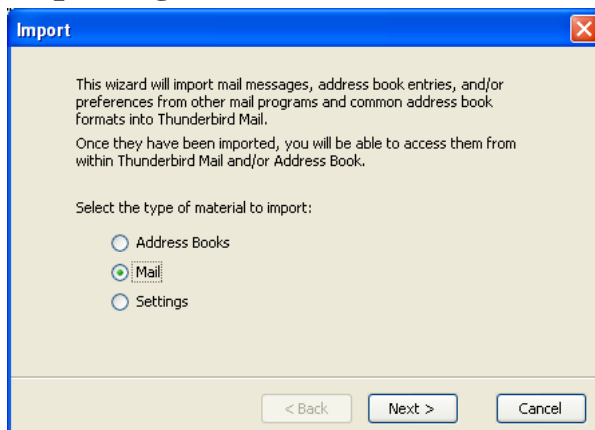 Import
This wizard will import mail messages, address book entries, and/or
preferences from other mail programs and common address book
formats into Thunderbird Mail.
Once they have been imported, you will be able to access them from
within Thunderbird Mail and/or Address Book.
Select the type of material to import:
Address Books
Mail
Settings
< Back Next > Cancel